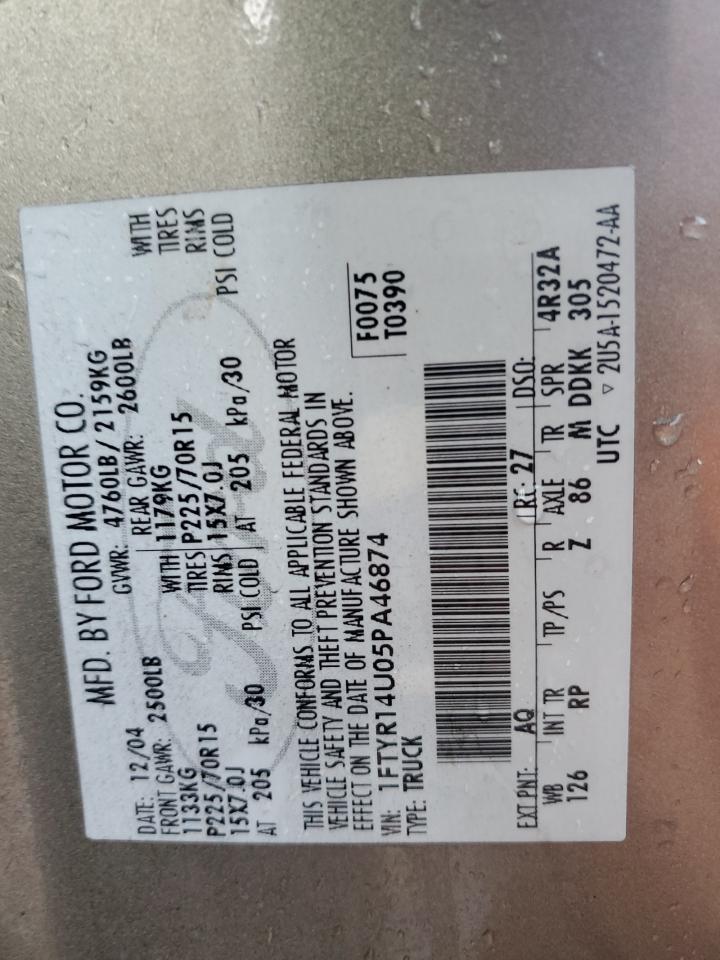 MFD. BY FORD MOTOR CO.
DATE: 12/04 GVWR: 4760LB/ 2159KG
FRONT GAWR: 2500LB REAR GAWR: 2600LB
1133KG WITH 1179KG WITH
P225/70R15 TIRES P225/70R15 TIRES
15X7.0J RIMS 15X7.0J RIMS
AT 205 kPa/30 PSI COLD AT 205 kPa/30 PSI COLD
Ford
THIS VEHICLE CONFORMS TO ALL APPLICABLE FEDERAL MOTOR
VEHICLE SAFETY AND THEFT PREVENTION STANDARDS IN
EFFECT ON THE DATE OF MANUFACTURE SHOWN ABOVE.
VIN: 1FTYR14U05PA46874 F0075
TYPE: TRUCK T0390
EXT PNT: AQ RC: 27 DSO:
WB INT TR TP/PS R AXLE TR SPR 4R32A
126 RP Z 86 M DDKK 305
UTC ▽ 2U5A-1520472-AA